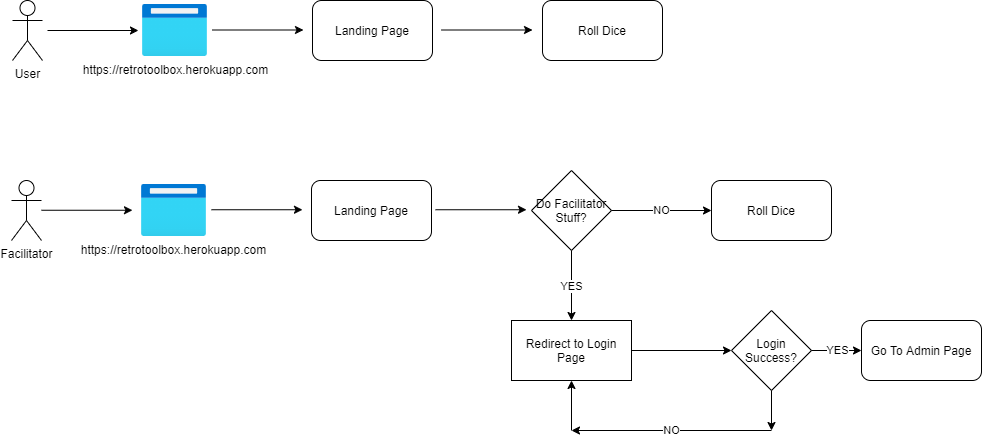 Landing Page
Roll Dice
User
https://retrotoolbox.herokuapp.com
Do Facilitator
Stuff?
Landing Page
NO
Roll Dice
Facilitator
https://retrotoolbox.herokuapp.com
YES
Redirect to Login
Page
Login
Success?
YES
Go To Admin Page
NO